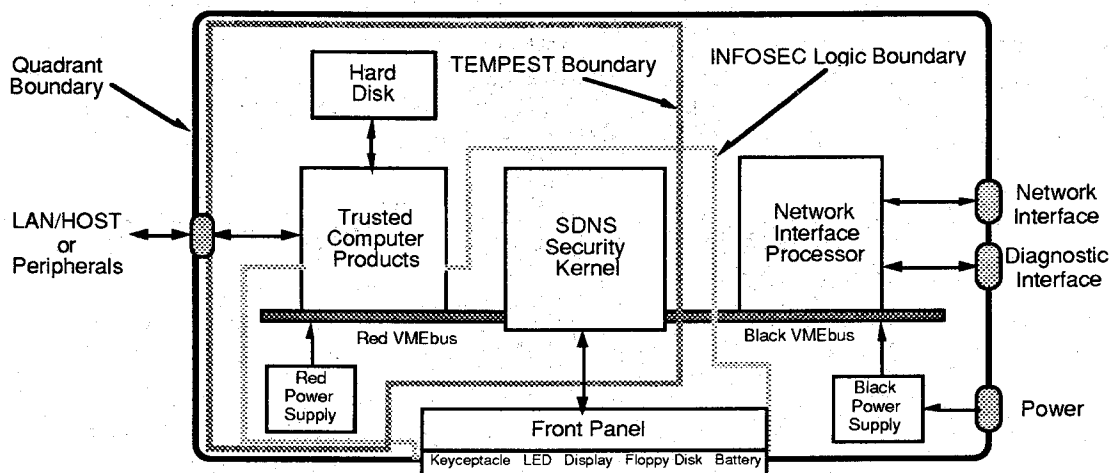 Quadrant
Boundary
Hard
Disk
TEMPEST Boundary
INFOSEC Logic Boundary
LAN/HOST
or
Peripherals
Trusted
Computer
Products
SDNS
Security
Kernel
Network
Interface
Processor
Network
Interface
Diagnostic
Interface
Red VMEbus
Black VMEbus
Red
Power
Supply
Black
Power
Supply
Power
Front Panel
Keyceptacle LED Display Floppy Disk Battery